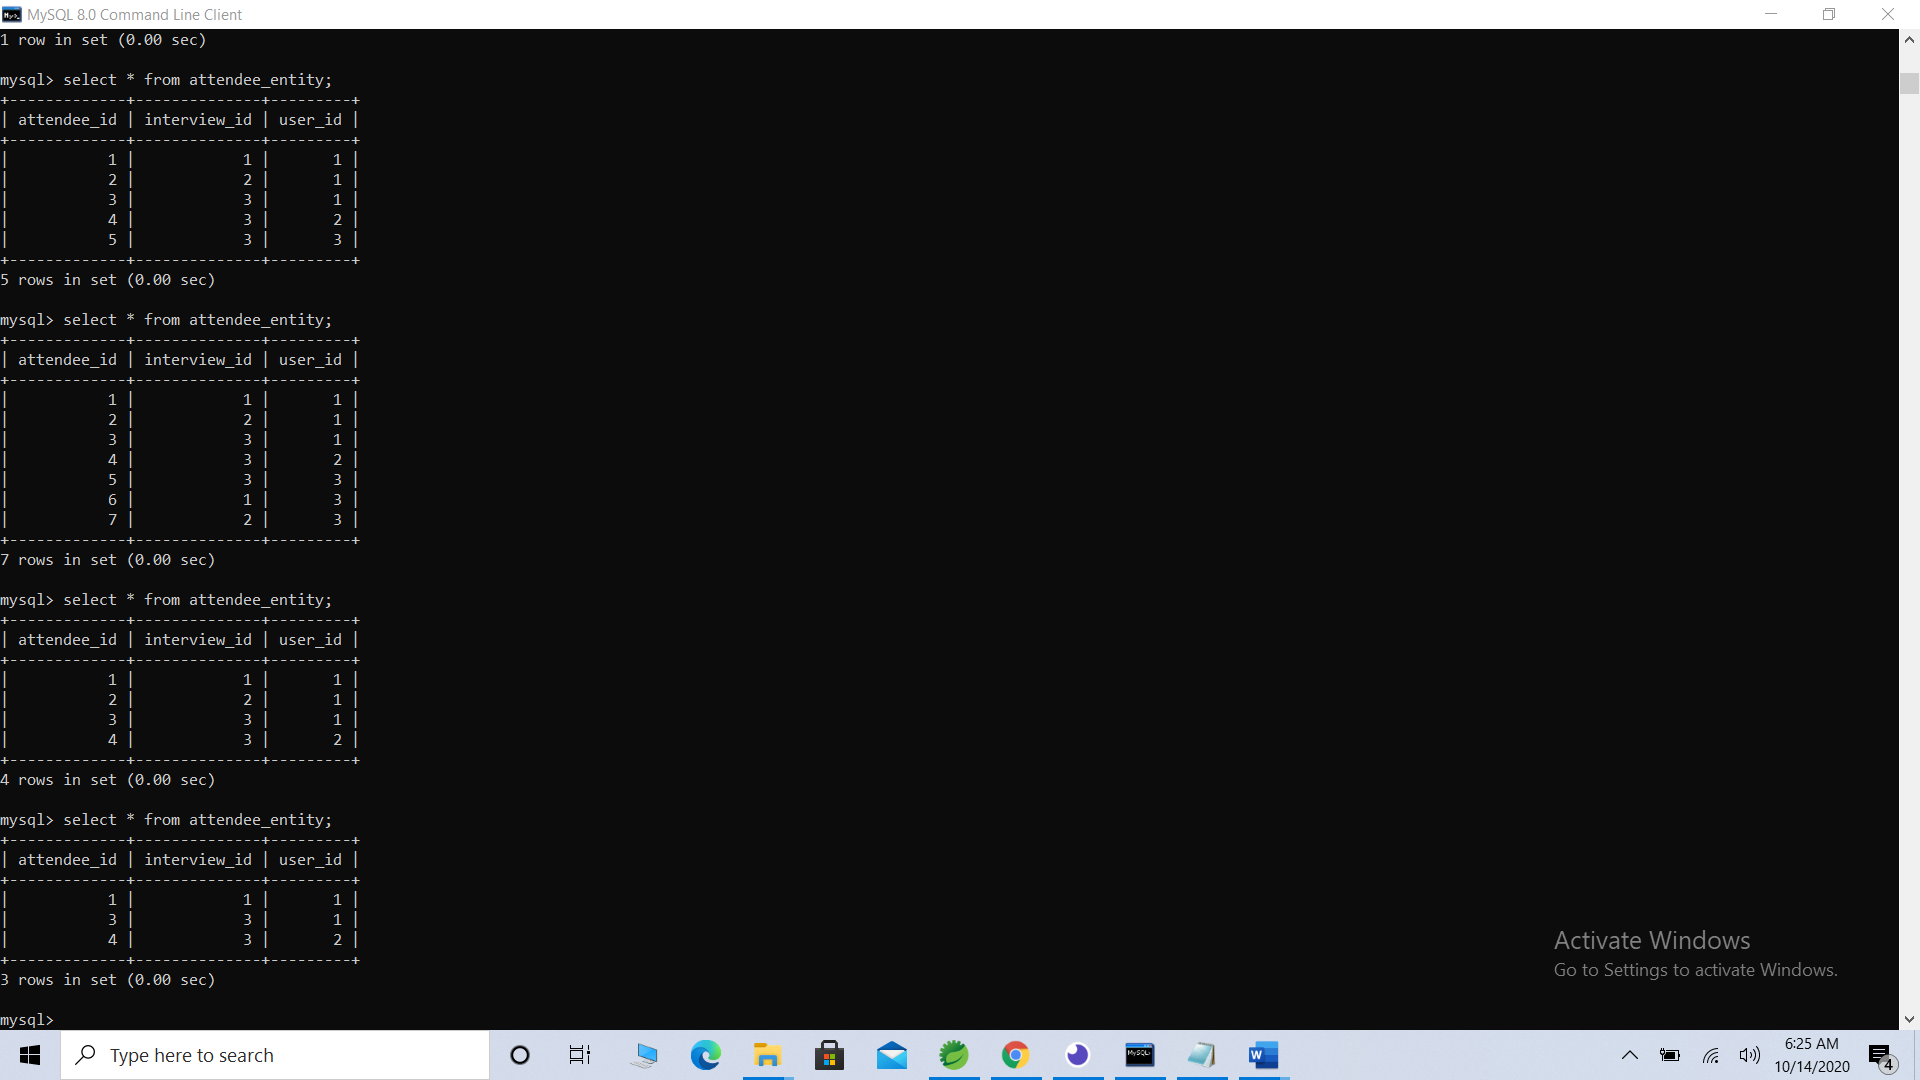 MySQL 8.0 Command Line Client
1 row in set (0.00 sec)
mysql> select * from attendee_entity;
+-------------+--------------+---------+
| attendee_id | interview_id | user_id |
+-------------+--------------+---------+
|           1 |            1 |       1 |
|           2 |            2 |       1 |
|           3 |            3 |       1 |
|           4 |            3 |       2 |
|           5 |            3 |       3 |
+-------------+--------------+---------+
5 rows in set (0.00 sec)
mysql> select * from attendee_entity;
+-------------+--------------+---------+
| attendee_id | interview_id | user_id |
+-------------+--------------+---------+
|           1 |            1 |       1 |
|           2 |            2 |       1 |
|           3 |            3 |       1 |
|           4 |            3 |       2 |
|           5 |            3 |       3 |
|           6 |            1 |       3 |
|           7 |            2 |       3 |
+-------------+--------------+---------+
7 rows in set (0.00 sec)
mysql> select * from attendee_entity;
+-------------+--------------+---------+
| attendee_id | interview_id | user_id |
+-------------+--------------+---------+
|           1 |            1 |       1 |
|           2 |            2 |       1 |
|           3 |            3 |       1 |
|           4 |            3 |       2 |
+-------------+--------------+---------+
4 rows in set (0.00 sec)
mysql> select * from attendee_entity;
+-------------+--------------+---------+
| attendee_id | interview_id | user_id |
+-------------+--------------+---------+
|           1 |            1 |       1 |
|           3 |            3 |       1 |
|           4 |            3 |       2 |
+-------------+--------------+---------+
3 rows in set (0.00 sec)
mysql>
Activate Windows
Go to Settings to activate Windows.
Type here to search
MySQL
W
6:25 AM
10/14/2020
4